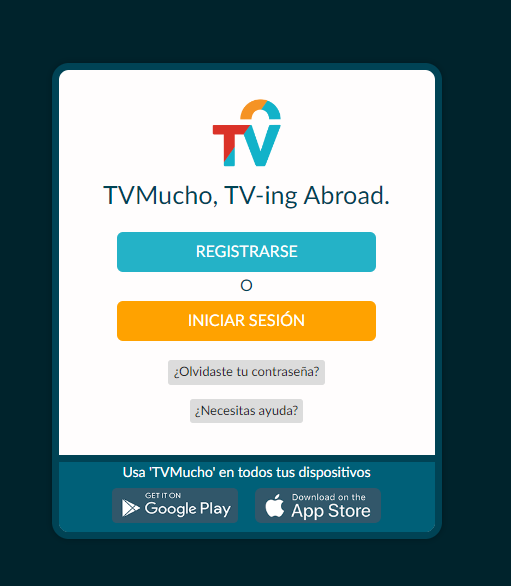 TV
TVMucho, TV-ing Abroad.
REGISTRARSE
O
INICIAR SESIÓN
¿Olvidaste tu contraseña?
¿Necesitas ayuda?
Usa 'TVMucho' en todos tus dispositivos
GET IT ON
Google Play
Download on the
App Store